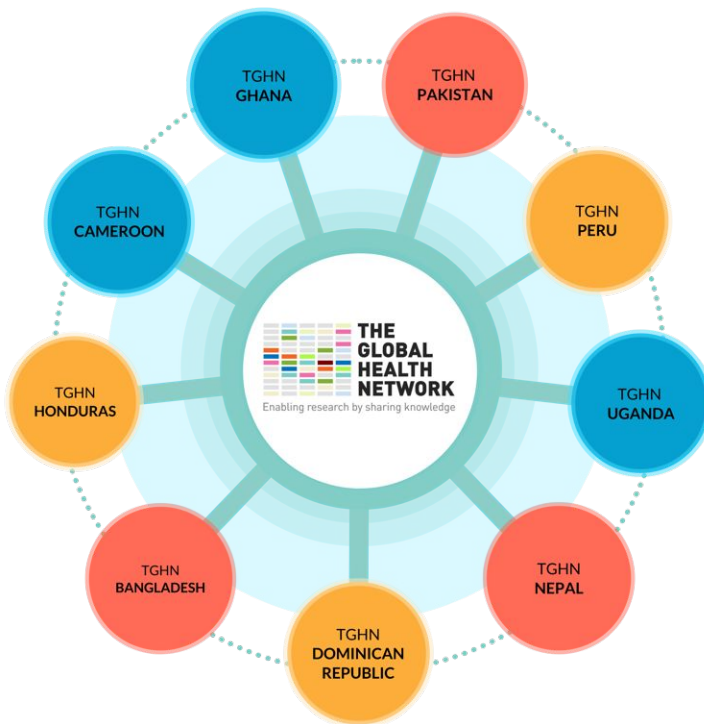 TGHN
GHANA
TGHN
PAKISTAN
TGHN
CAMEROON
TGHN
PERU
THE
GLOBAL
HEALTH
NETWORK
Enabling research by sharing knowledge
TGHN
HONDURAS
TGHN
UGANDA
TGHN
BANGLADESH
TGHN
NEPAL
TGHN
DOMINICAN
REPUBLIC